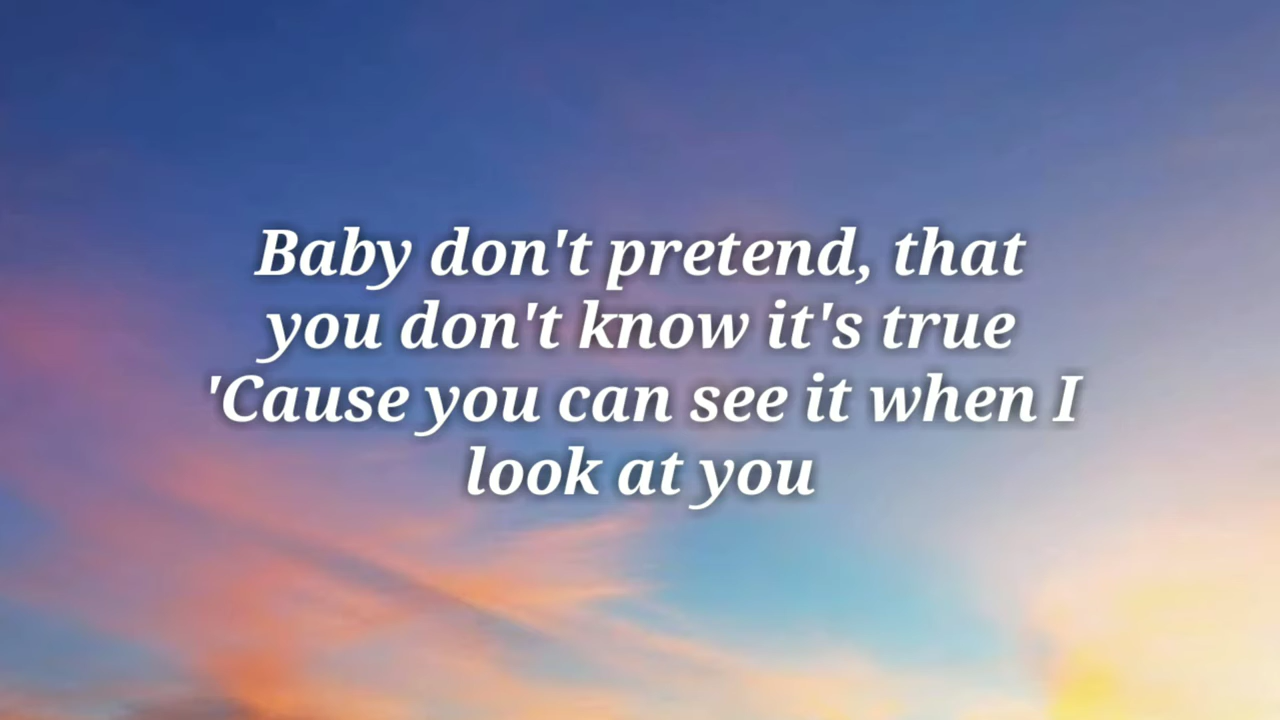 Baby don't pretend, that
you don't know it's true
'Cause you can see it when I
look at you